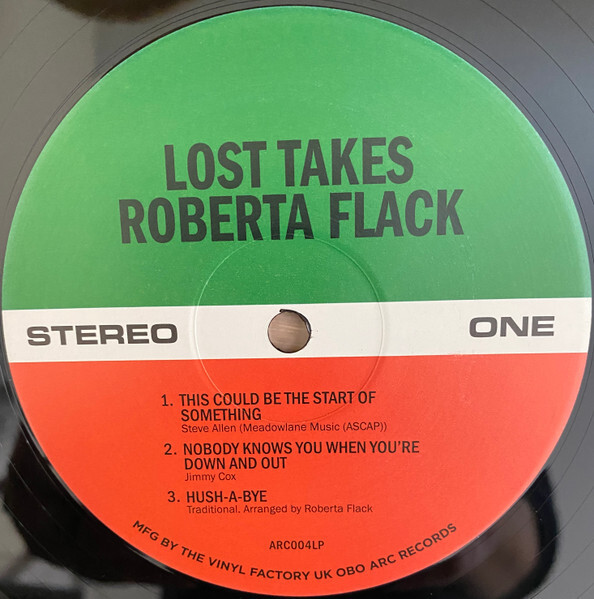 LOST TAKES
ROBERTA FLACK
STEREO ONE
1. THIS COULD BE THE START OF
SOMETHING
Steve Allen (Meadowlane Music (ASCAP))
2. NOBODY KNOWS YOU WHEN YOU'RE
DOWN AND OUT
Jimmy Cox
3. HUSH-A-BYE
Traditional. Arranged by Roberta Flack
ARC004LP
MFG BY THE VINYL FACTORY UK OBO ARC RECORDS